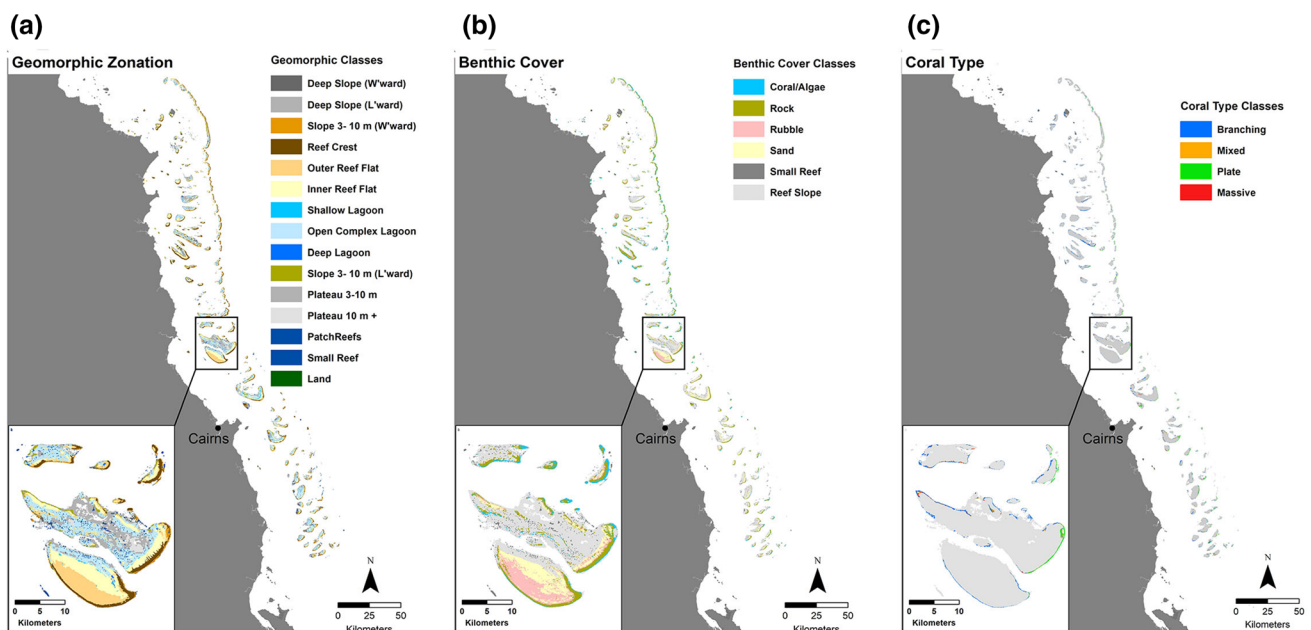 (a)
Geomorphic Zonation
Geomorphic Classes
Deep Slope (W'ward)
Deep Slope (L'ward)
Slope 3- 10 m (W'ward)
Reef Crest
Outer Reef Flat
Inner Reef Flat
Shallow Lagoon
Open Complex Lagoon
Deep Lagoon
Slope 3- 10 m (L'ward)
Plateau 3-10 m
Plateau 10 m +
PatchReefs
Small Reef
Land
Cairns
N
0 5 10
Kilometers
0 25 50
Kilometers
(b)
Benthic Cover
Benthic Cover Classes
Coral/Algae
Rock
Rubble
Sand
Small Reef
Reef Slope
Cairns
N
0 5 10
Kilometers
0 25 50
Kilometers
(c)
Coral Type
Coral Type Classes
Branching
Mixed
Plate
Massive
Cairns
N
0 5 10
Kilometers
0 25 50
Kilometers